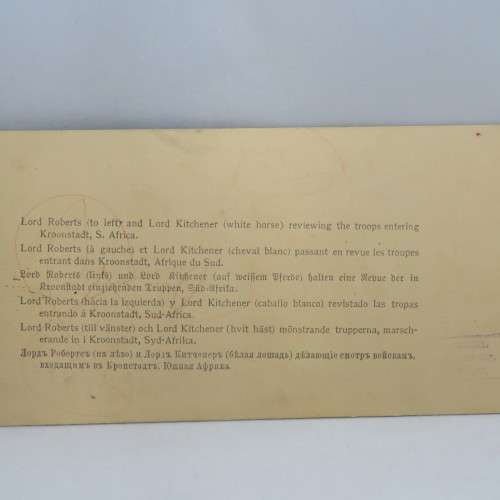 Lord Roberts (to left) and Lord Kitchener (white horse) reviewing the troops entering
Kroonstadt, S. Africa.
Lord Roberts (à gauche) et Lord Kitchener (cheval blanc) passant en revue les troupes
entrant dans Kroonstadt, Afrique du Sud.
Lord Roberts (links) und Lord Kitchener (auf weißem Pferde) halten eine Revue der in
Kroonstadt einziehenden Truppen, Süd-Afrika.
Lord Roberts (hácia la izquierda) y Lord Kitchener (caballo blanco) revistado las tropas
entrando á Kroonstadt, Sud-Africa.
Lord Roberts (till vänster) och Lord Kitchener (hvit häst) mönstrande trupperna, marsch-
erande in i Kroonstadt, Syd-Afrika.
Лордъ Робертсъ (на лѣво) и Лордъ Китченеръ (бѣлая лошадь) дѣлающіе смотръ войскамъ,
входящимъ въ Кронстадтъ. Южная Африка.